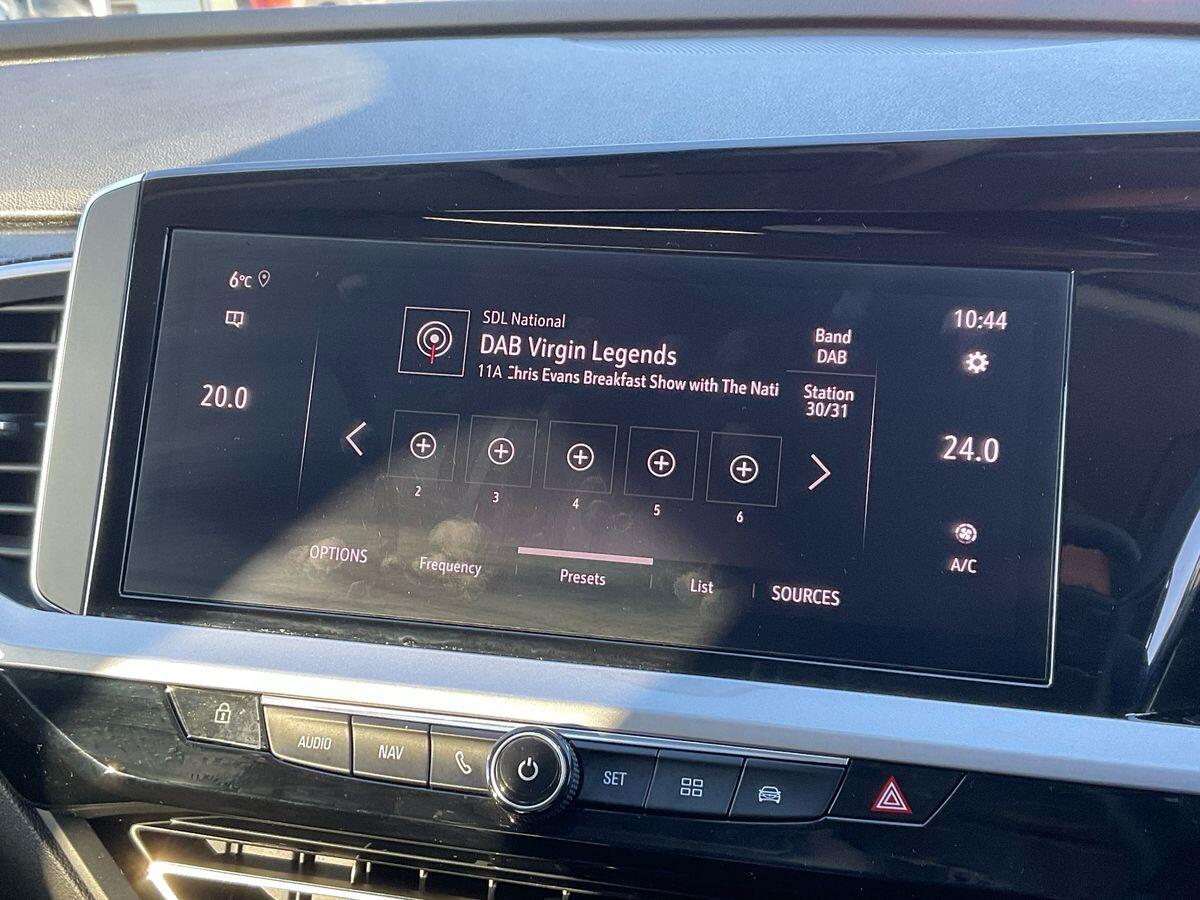 6°C
20.0
SDL National
DAB Virgin Legends
11A Chris Evans Breakfast Show with The Nati
Band
DAB
Station
30/31
10:44
24.0
A/C
2
3
4
5
6
OPTIONS
Frequency
Presets
List
SOURCES
AUDIO
NAV
SET